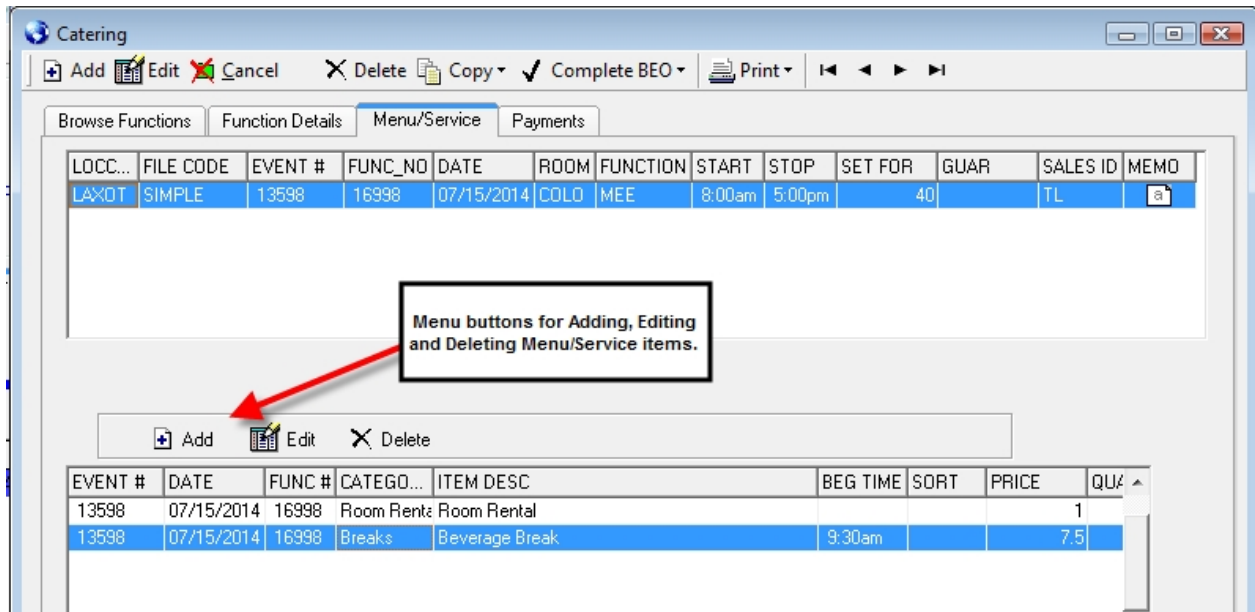 Catering
Add Edit Cancel Delete Copy Complete BEO Print
Browse Functions Function Details Menu/Service Payments
LOCC... FILE CODE EVENT # FUNC_NO DATE ROOM FUNCTION START STOP SET FOR GUAR SALES ID MEMO
LAXOT SIMPLE 13598 16998 07/15/2014 COLO MEE 8:00am 5:00pm 40 TL a
Menu buttons for Adding, Editing
and Deleting Menu/Service items.
Add Edit Delete
EVENT # DATE FUNC # CATEGO... ITEM DESC BEG TIME SORT PRICE QUA
13598 07/15/2014 16998 Room Renta Room Rental 1
13598 07/15/2014 16998 Breaks Beverage Break 9:30am 7.5